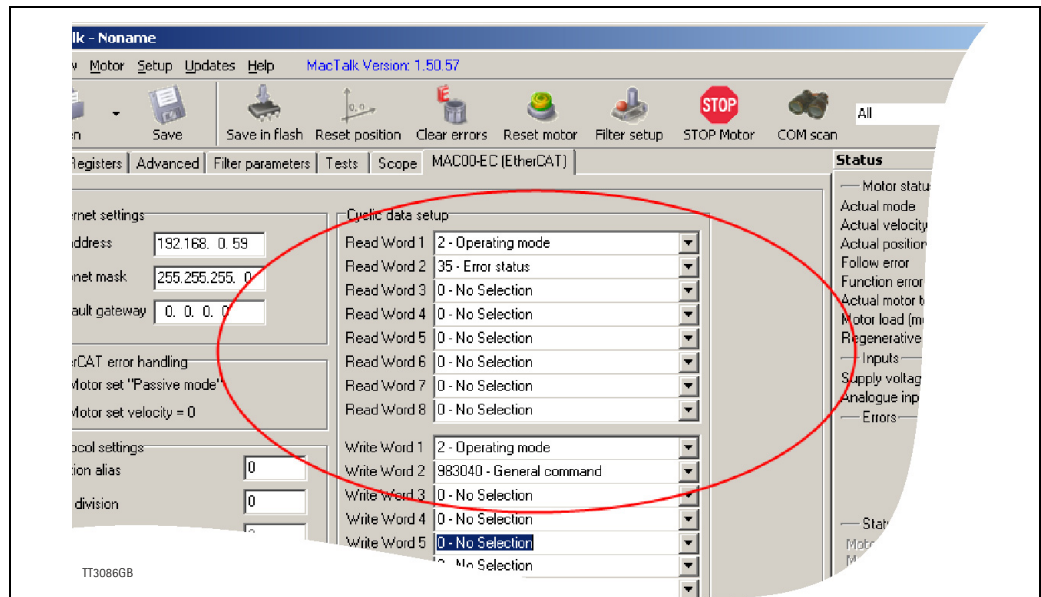 lk - Noname
Motor Setup Updates Help MacTalk Version: 1.50.57
Save Save in flash Reset position Clear errors Reset motor Filter setup STOP Motor COM scan All
STOP
0,0
Registers Advanced Filter parameters Tests Scope MAC00-EC (EtherCAT)
rnet settings
ddress 192.168. 0. 59
net mask 255.255.255. 0
ault gateway 0. 0. 0. 0
erCAT error handling
Motor set "Passive mode"
Motor set velocity = 0
ocol settings
ion alias 0
division 0
Cyclic data setup
Read Word 1 2 - Operating mode
Read Word 2 35 - Error status
Read Word 3 0 - No Selection
Read Word 4 0 - No Selection
Read Word 5 0 - No Selection
Read Word 6 0 - No Selection
Read Word 7 0 - No Selection
Read Word 8 0 - No Selection
Write Word 1 2 - Operating mode
Write Word 2 983040 - General command
Write Word 3 0 - No Selection
Write Word 4 0 - No Selection
Write Word 5 0 - No Selection
No Selection
Status
Motor statu
Actual mode
Actual velocity
Actual position
Follow error
Function error
Actual motor t
Motor load (m
Regenerative
Inputs
Supply voltag
Analogue inp
Errors
Stat
TT3086GB